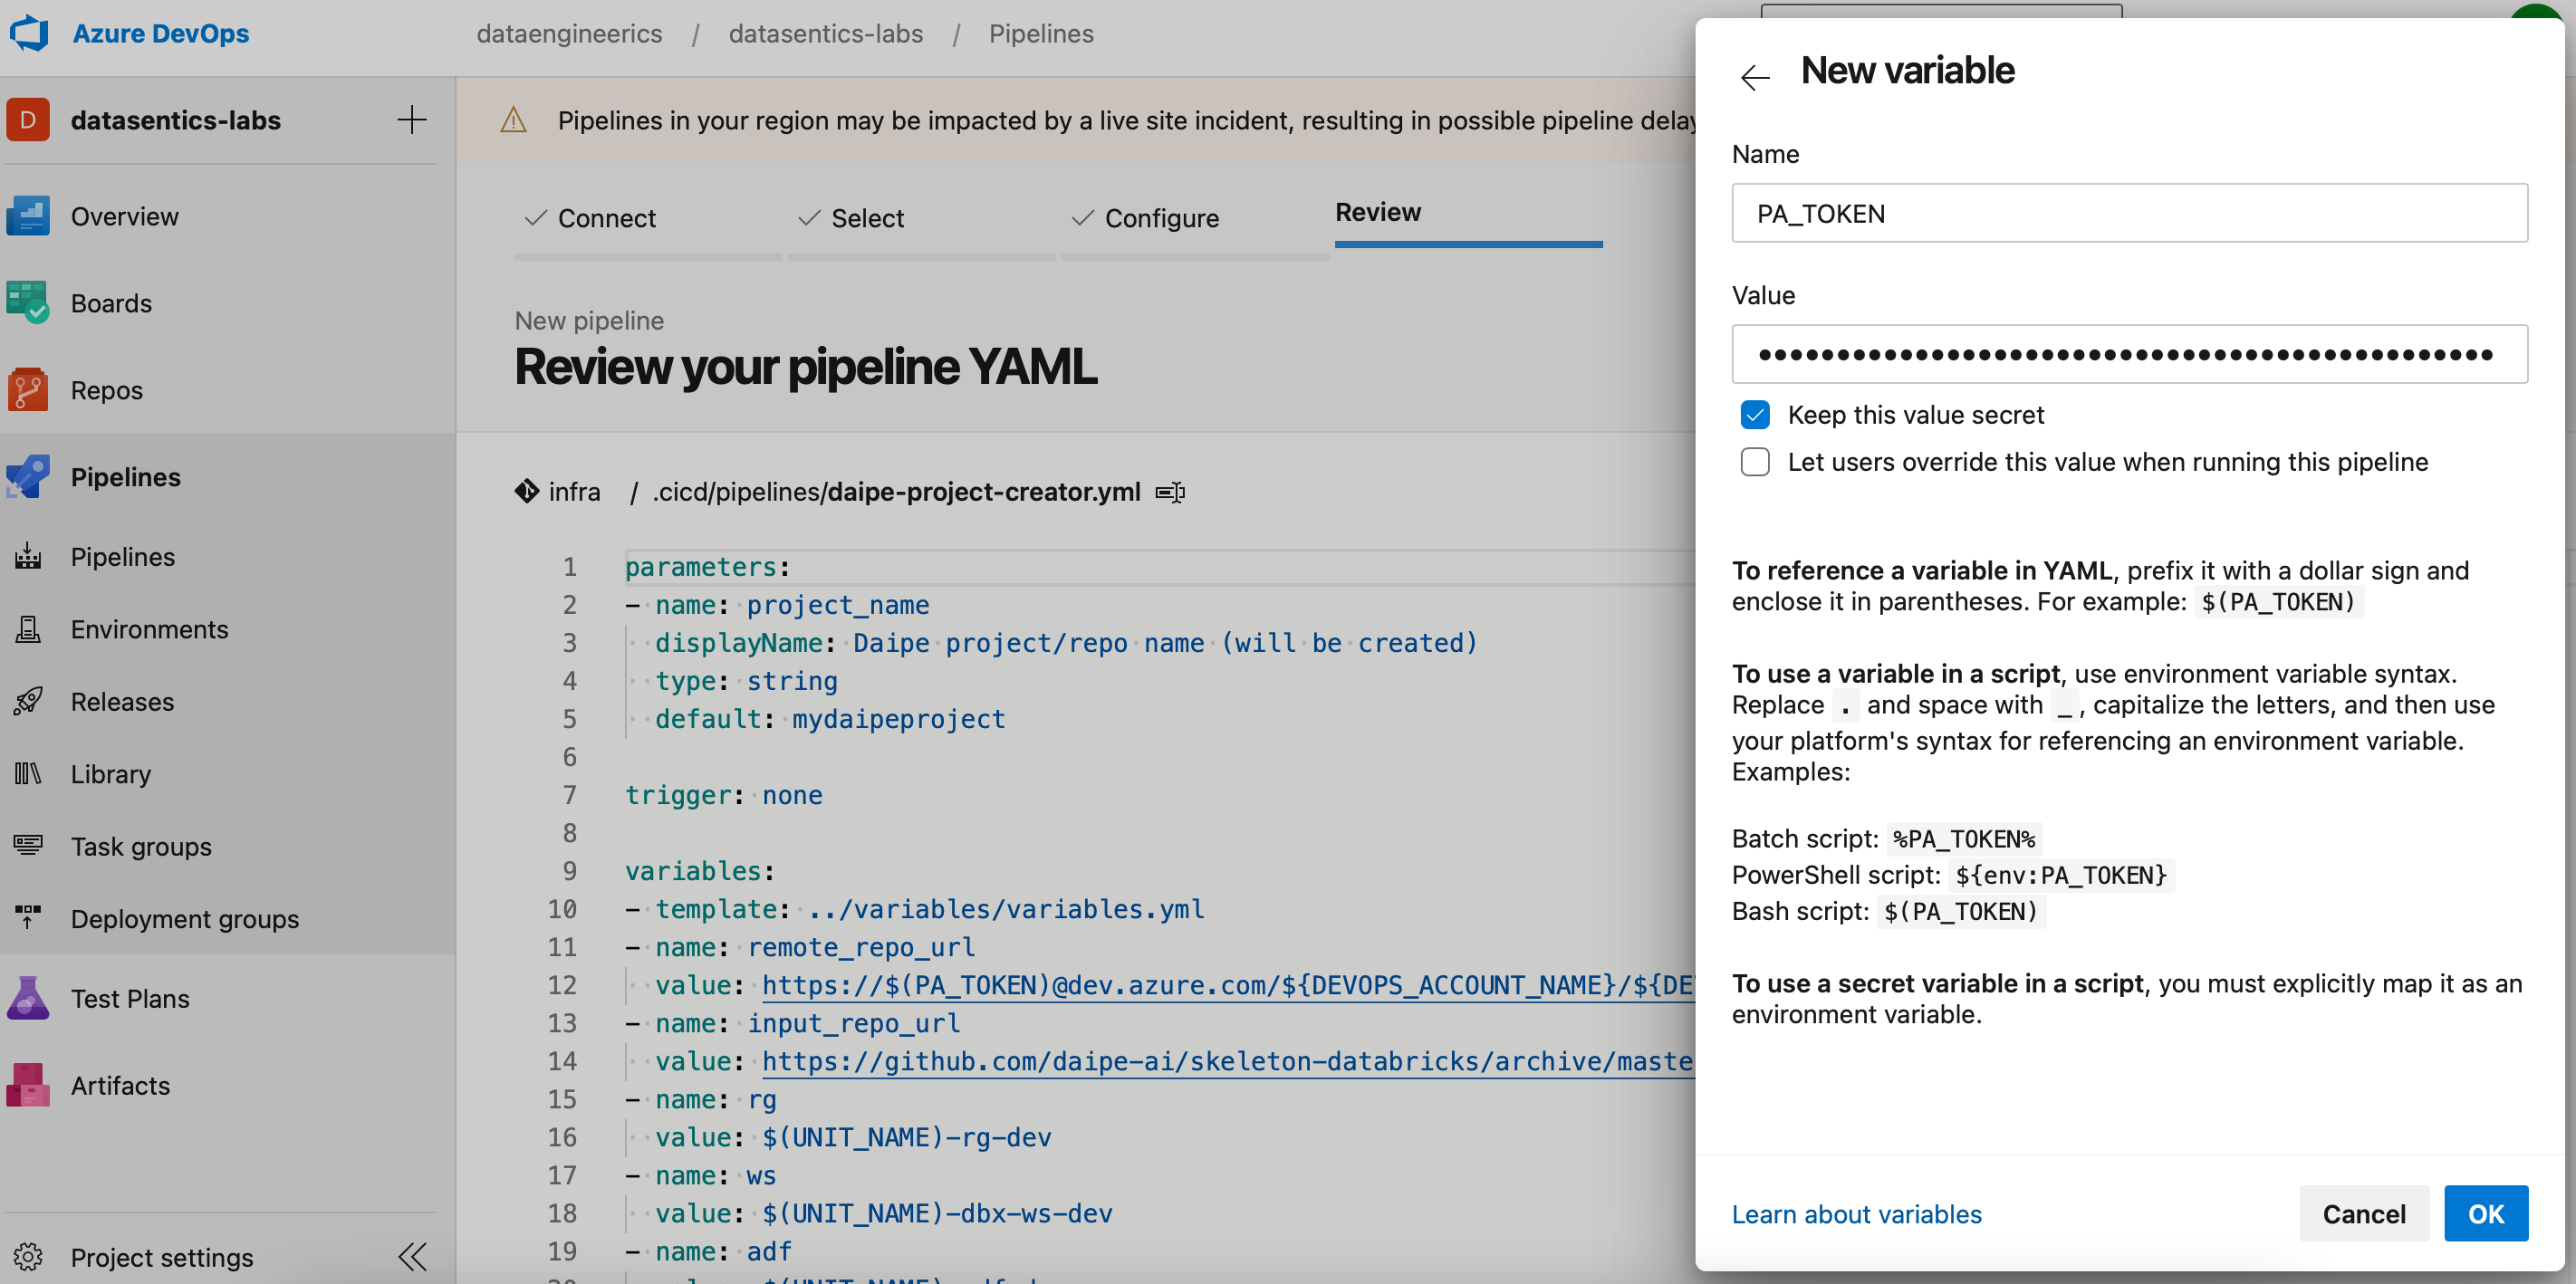 Azure DevOps
dataengineerics / datasentics-labs / Pipelines
D datasentics-labs
Overview
Boards
Repos
Pipelines
Pipelines
Environments
Releases
Library
Task groups
Deployment groups
Test Plans
Artifacts
Project settings
Pipelines in your region may be impacted by a live site incident, resulting in possible pipeline delay
Connect
Select
Configure
Review
New pipeline
Review your pipeline YAML
infra / .cicd/pipelines/daipe-project-creator.yml
1 parameters:
2 - name: project_name
3 displayName: Daipe project/repo name (will be created)
4 type: string
5 default: mydaipeproject
6
7 trigger: none
8
9 variables:
10 - template: ../variables/variables.yml
11 - name: remote_repo_url
12 value: https://$(PA_TOKEN)@dev.azure.com/${DEVOPS_ACCOUNT_NAME}/${DE
13 - name: input_repo_url
14 value: https://github.com/daipe-ai/skeleton-databricks/archive/maste
15 - name: rg
16 value: $(UNIT_NAME)-rg-dev
17 - name: ws
18 value: $(UNIT_NAME)-dbx-ws-dev
19 - name: adf
New variable
Name
PA_TOKEN
Value
Keep this value secret
Let users override this value when running this pipeline
To reference a variable in YAML, prefix it with a dollar sign and
enclose it in parentheses. For example: $(PA_TOKEN)
To use a variable in a script, use environment variable syntax.
Replace . and space with _, capitalize the letters, and then use
your platform's syntax for referencing an environment variable.
Examples:
Batch script: %PA_TOKEN%
PowerShell script: ${env:PA_TOKEN}
Bash script: $(PA_TOKEN)
To use a secret variable in a script, you must explicitly map it as an
environment variable.
Learn about variables
Cancel
OK